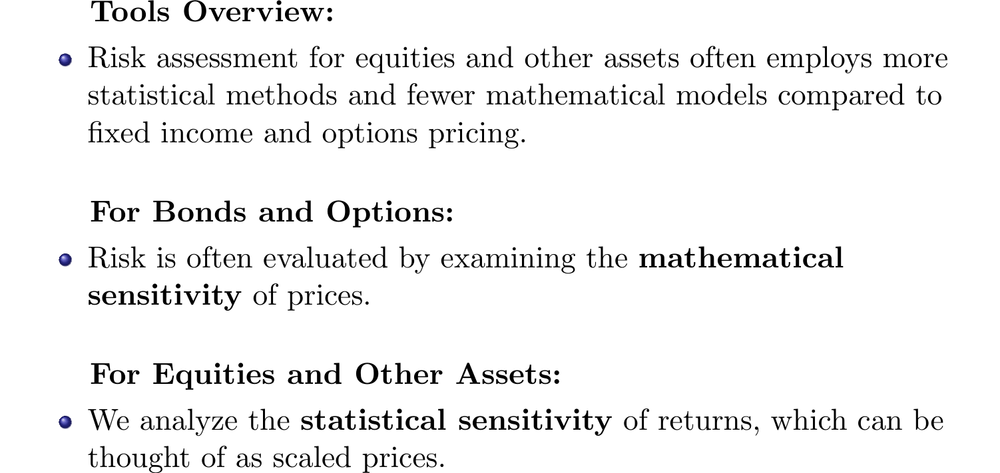 Tools Overview:
Risk assessment for equities and other assets often employs more
statistical methods and fewer mathematical models compared to
fixed income and options pricing.
For Bonds and Options:
Risk is often evaluated by examining the mathematical
sensitivity of prices.
For Equities and Other Assets:
We analyze the statistical sensitivity of returns, which can be
thought of as scaled prices.